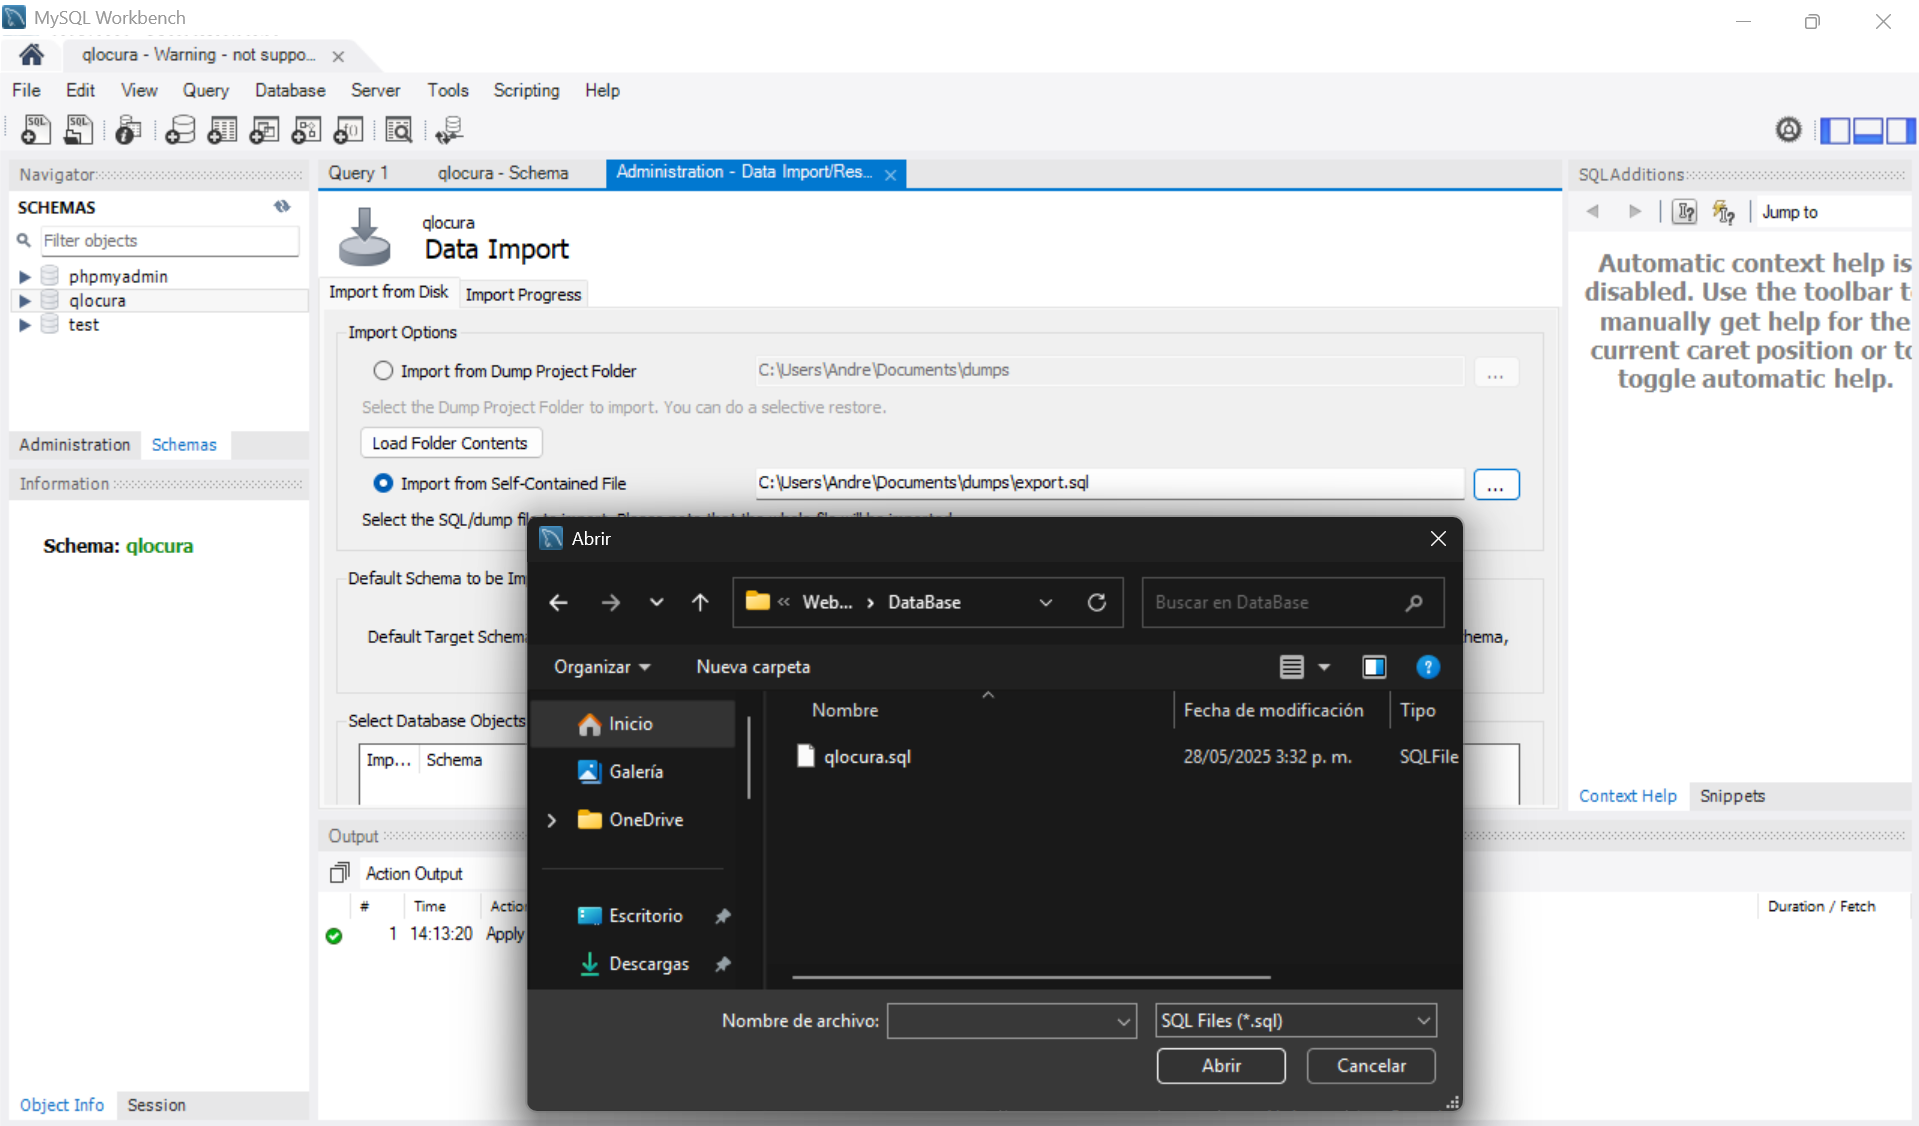 MySQL Workbench
qlocura - Warning - not suppo...
File Edit View Query Database Server Tools Scripting Help
Navigator
SCHEMAS
Filter objects
phpmyadmin
qlocura
test
Administration Schemas
Information
Schema: qlocura
Object Info Session
Query 1 qlocura - Schema Administration - Data Import/Res...
qlocura
Data Import
Import from Disk Import Progress
Import Options
Import from Dump Project Folder C:\Users\Andre\Documents\dumps ...
Select the Dump Project Folder to import. You can do a selective restore.
Load Folder Contents
Import from Self-Contained File C:\Users\Andre\Documents\dumps\export.sql ...
Select the SQL/dump
Default Schema to be Im
Default Target Schem hema,
Select Database Objects
Imp... Schema
Output
Action Output
# Time Actio Duration / Fetch
1 14:13:20 Apply
Abrir
« Web... › DataBase Buscar en DataBase
Organizar Nueva carpeta
Inicio
Galería
OneDrive
Escritorio
Descargas
Nombre Fecha de modificación Tipo
qlocura.sql 28/05/2025 3:32 p. m. SQLFile
Nombre de archivo: SQL Files (*.sql)
Abrir Cancelar
SQLAdditions
Jump to
Automatic context help is
disabled. Use the toolbar t
manually get help for the
current caret position or to
toggle automatic help.
Context Help Snippets